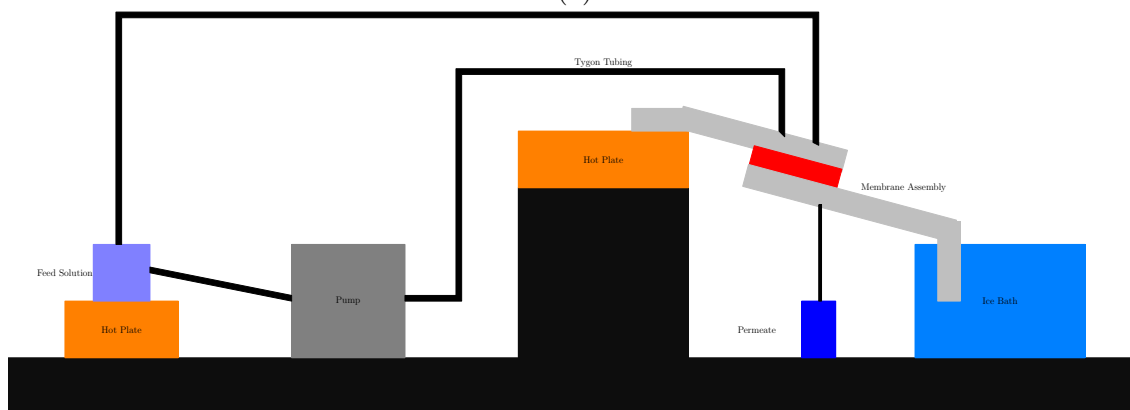 Tygon Tubing
Hot Plate
Membrane Assembly
Feed Solution
Pump
Ice Bath
Hot Plate
Permeate